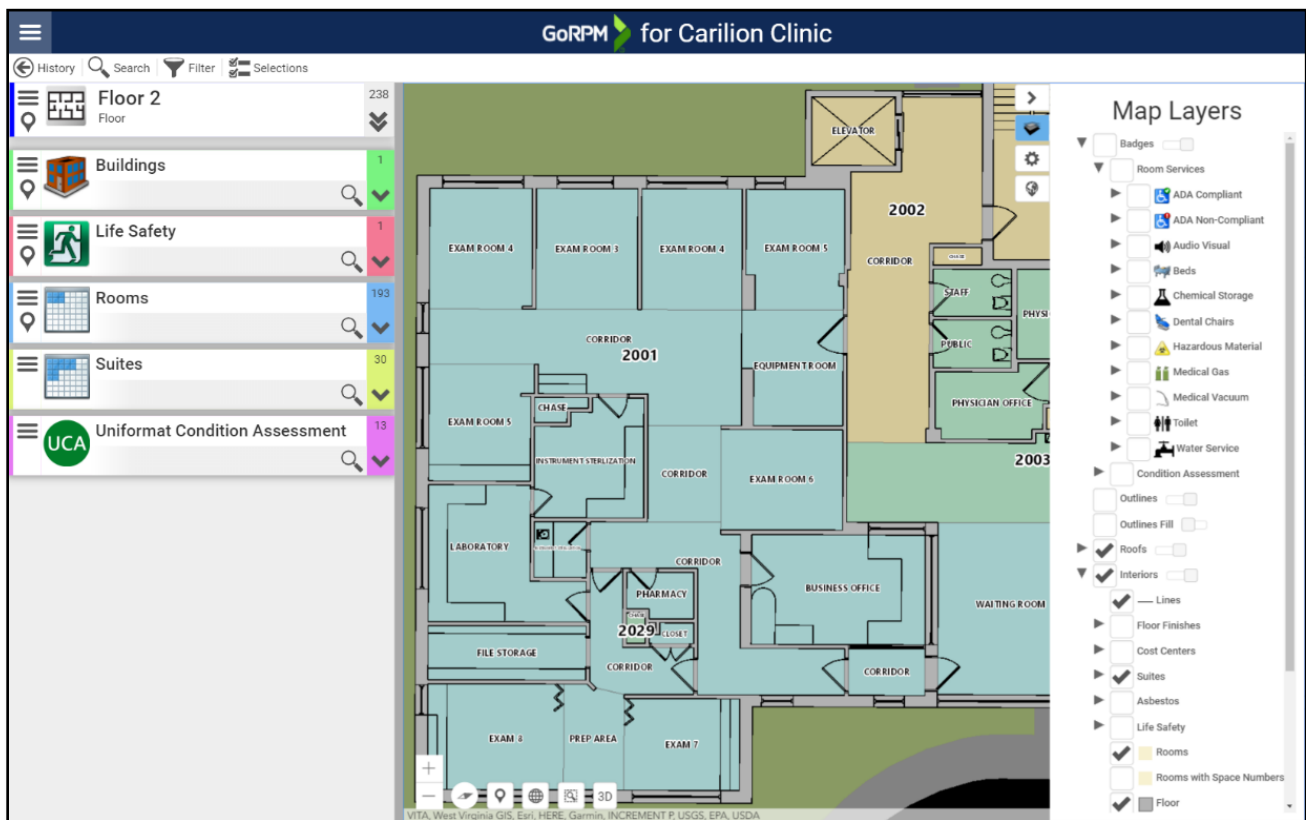 GoRPM for Carilion Clinic
History Search Filter Selections
Floor 2
Floor
238
Buildings
1
Life Safety
1
Rooms
193
Suites
30
UCA
Uniformat Condition Assessment
13
ELEVATOR
2002
EXAM ROOM 4
EXAM ROOM 3
EXAM ROOM 4
EXAM ROOM 5
CORRIDOR
CHASE
STAFF
PHYSI
CORRIDOR
2001
PUBLIC
EQUIPMENT ROOM
PHYSICIAN OFFICE
CHASE
EXAM ROOM 5
2003
INSTRUMENT STERLIZATION
CORRIDOR
EXAM ROOM 6
LABORATORY
CORRIDOR
BUSINESS OFFICE
PHARMACY
WAITING ROOM
CHASE
2029
CLOSET
FILE STORAGE
CORRIDOR
CORRIDOR
EXAM 8
PREP AREA
EXAM 7
3D
VITA, West Virginia GIS, Esri, HERE, Garmin, INCREMENT P, USGS, EPA, USDA
Map Layers
Badges
Room Services
ADA Compliant
ADA Non-Compliant
Audio Visual
Beds
Chemical Storage
Dental Chairs
Hazardous Material
Medical Gas
Medical Vacuum
Toilet
Water Service
Condition Assessment
Outlines
Outlines Fill
Roofs
Interiors
Lines
Floor Finishes
Cost Centers
Suites
Asbestos
Life Safety
Rooms
Rooms with Space Numbers
Floor